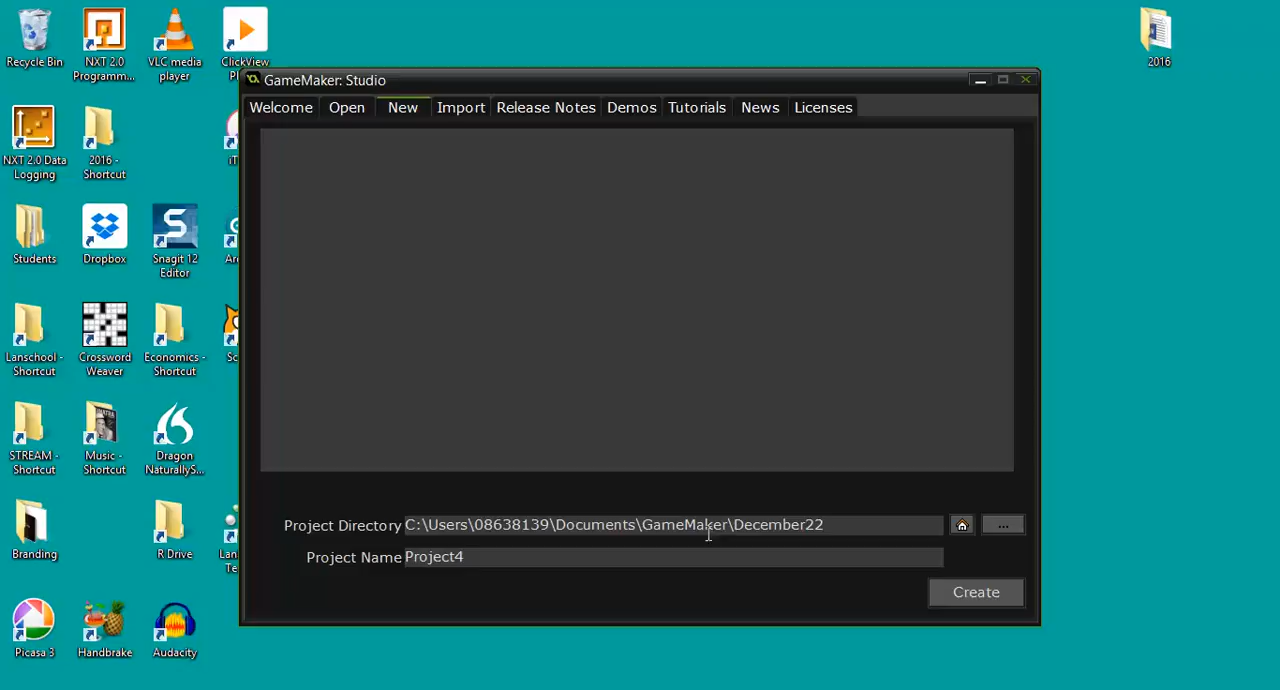 Recycle Bin
NXT 2.0
Programm...
VLC media
player
ClickView
2016
GameMaker: Studio
Welcome Open New Import Release Notes Demos Tutorials News Licenses
NXT 2.0 Data
Logging
2016 -
Shortcut
Students
Dropbox
Snagit 12
Editor
Lanschool -
Shortcut
Crossword
Weaver
Economics -
Shortcut
STREAM -
Shortcut
Music -
Shortcut
Dragon
NaturallyS...
Branding
R Drive
Project Directory C:\Users\08638139\Documents\GameMaker\December22 ...
Project Name Project4
Create
Picasa 3
Handbrake
Audacity